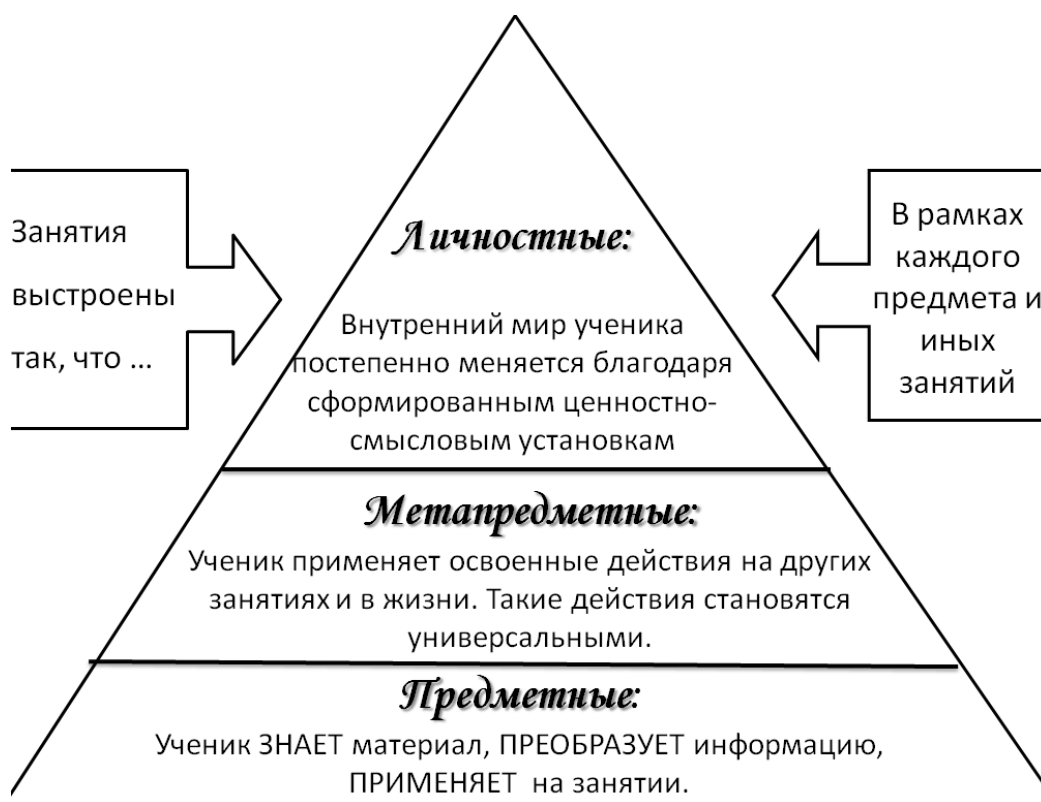 Занятия
выстроены
так, что ...
В рамках
каждого
предмета и
иных
занятий
Личностные:
Внутренний мир ученика
постепенно меняется благодаря
сформированным ценностно-
смысловым установкам
Метапредметные:
Ученик применяет освоенные действия на других
занятиях и в жизни. Такие действия становятся
универсальными.
Предметные:
Ученик ЗНАЕТ материал, ПРЕОБРАЗУЕТ информацию,
ПРИМЕНЯЕТ на занятии.